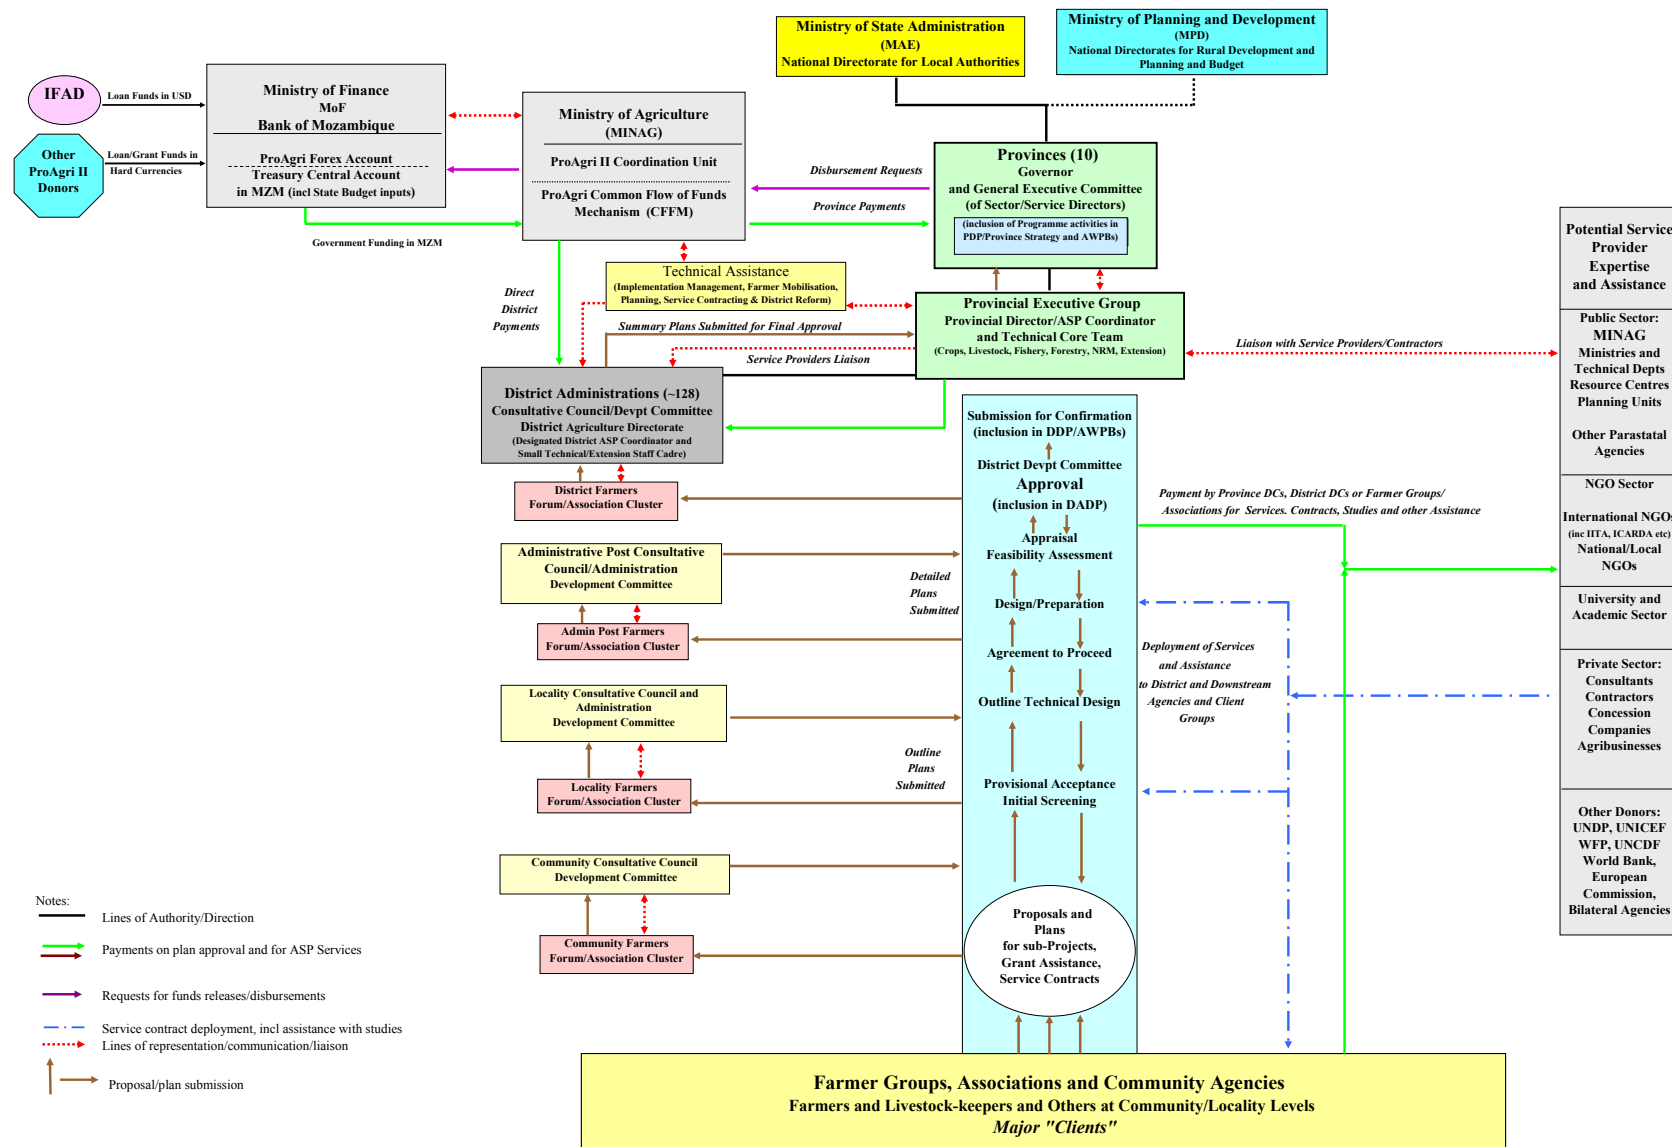 Ministry of State Administration
(MAE)
National Directorate for Local Authorities
Ministry of Planning and Development
(MPD)
National Directorates for Rural Development and
Planning and Budget
IFAD
Loan Funds in USD
Other
ProAgri II
Donors
Loan/Grant Funds in
Hard Currencies
Ministry of Finance
MoF
Bank of Mozambique
ProAgri Forex Account
Treasury Central Account
in MZM (incl State Budget inputs)
Government Funding in MZM
Ministry of Agriculture
(MINAG)
ProAgri II Coordination Unit
ProAgri Common Flow of Funds
Mechanism (CFFM)
Disbursement Requests
Province Payments
Provinces (10)
Governor
and General Executive Committee
(of Sector/Service Directors)
(inclusion of Programme activities in
PDP/Province Strategy and AWPBs)
Technical Assistance
(Implementation Management, Farmer Mobilisation,
Planning, Service Contracting & District Reform)
Direct
District
Payments
Summary Plans Submitted for Final Approval
Service Providers Liaison
Provincial Executive Group
Provincial Director/ASP Coordinator
and Technical Core Team
(Crops, Livestock, Fishery, Forestry, NRM, Extension)
Liaison with Service Providers/Contractors
District Administrations (~128)
Consultative Council/Devpt Committee
District Agriculture Directorate
(Designated District ASP Coordinator and
Small Technical/Extension Staff Cadre)
District Farmers
Forum/Association Cluster
Administrative Post Consultative
Council/Administration
Development Committee
Admin Post Farmers
Forum/Association Cluster
Locality Consultative Council and
Administration
Development Committee
Locality Farmers
Forum/Association Cluster
Community Consultative Council
Development Committee
Community Farmers
Forum/Association Cluster
Detailed
Plans
Submitted
Outline
Plans
Submitted
Submission for Confirmation
(inclusion in DDP/AWPBs)
District Devpt Committee
Approval
(inclusion in DADP)
Appraisal
Feasibility Assessment
Design/Preparation
Agreement to Proceed
Outline Technical Design
Provisional Acceptance
Initial Screening
Proposals and
Plans
for sub-Projects,
Grant Assistance,
Service Contracts
Payment by Province DCs, District DCs or Farmer Groups/
Associations for Services. Contracts, Studies and other Assistance
Deployment of Services
and Assistance
to District and Downstream
Agencies and Client
Groups
Potential Service
Provider
Expertise
and Assistance
Public Sector:
MINAG
Ministries and
Technical Depts
Resource Centres
Planning Units
Other Parastatal
Agencies
NGO Sector
International NGOs
(inc IITA, ICARDA etc)
National/Local
NGOs
University and
Academic Sector
Private Sector:
Consultants
Contractors
Concession
Companies
Agribusinesses
Other Donors:
UNDP, UNICEF
WFP, UNCDF
World Bank,
European
Commission,
Bilateral Agencies
Notes:
Lines of Authority/Direction
Payments on plan approval and for ASP Services
Requests for funds releases/disbursements
Service contract deployment, incl assistance with studies
Lines of representation/communication/liaison
Proposal/plan submission
Farmer Groups, Associations and Community Agencies
Farmers and Livestock-keepers and Others at Community/Locality Levels
Major "Clients"